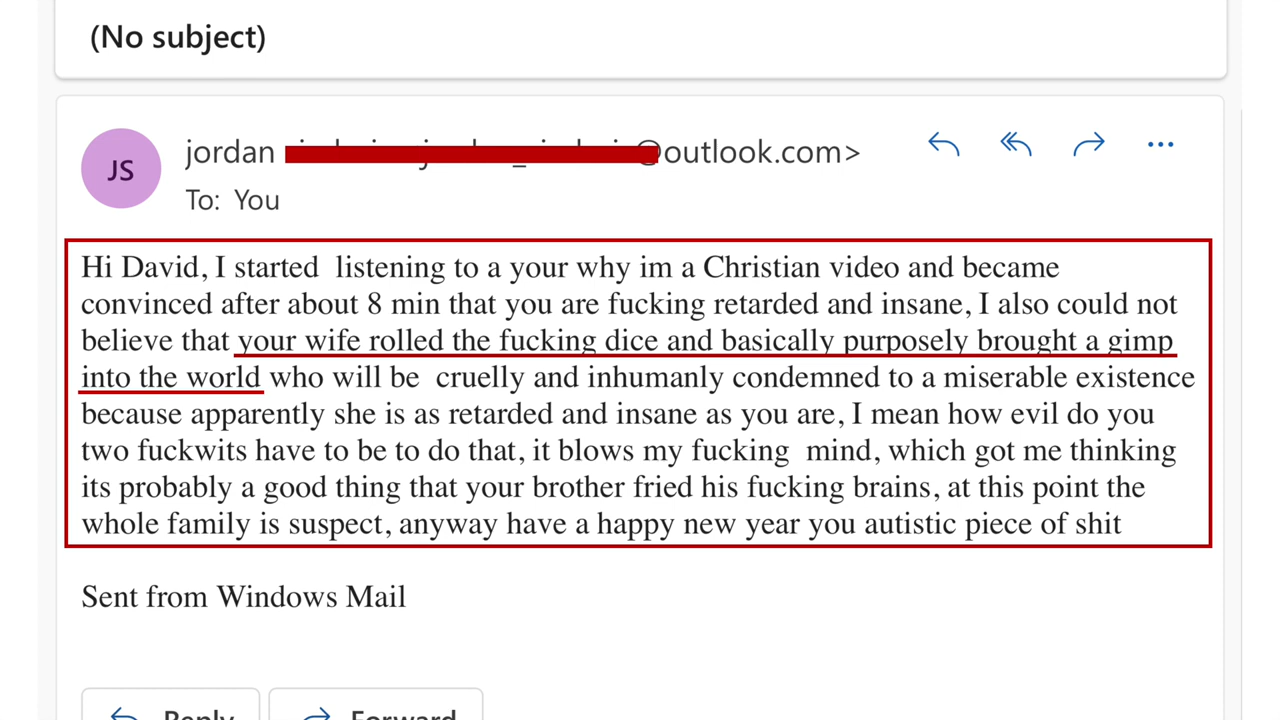 (No subject)
JS
jordan @outlook.com>
To: You
Hi David, I started  listening to a your why im a Christian video and became
convinced after about 8 min that you are fucking retarded and insane, I also could not
believe that your wife rolled the fucking dice and basically purposely brought a gimp
into the world who will be  cruelly and inhumanly condemned to a miserable existence
because apparently she is as retarded and insane as you are, I mean how evil do you
two fuckwits have to be to do that, it blows my fucking  mind, which got me thinking
its probably a good thing that your brother fried his fucking brains, at this point the
whole family is suspect, anyway have a happy new year you autistic piece of shit
Sent from Windows Mail
Reply Forward